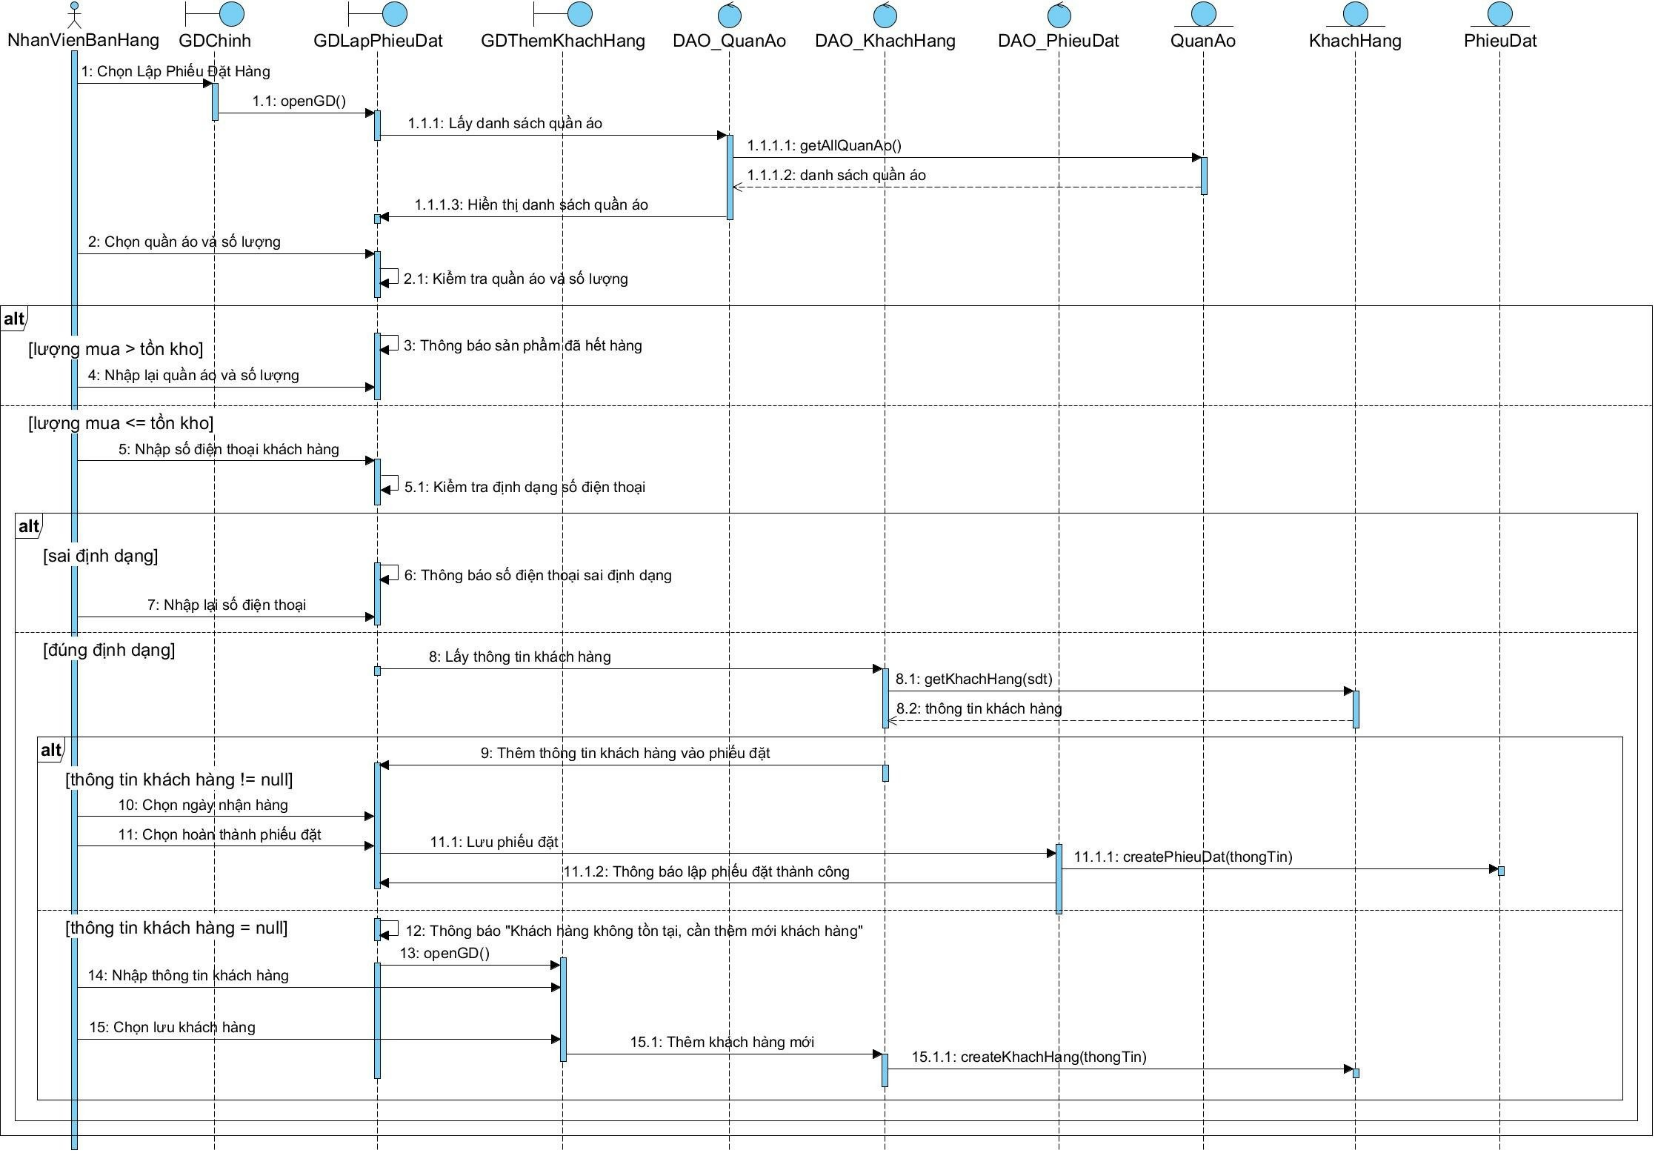 NhanVienBanHang
GDChinh
GDLapPhieuDat
GDThemKhachHang
DAO_QuanAo
DAO_KhachHang
DAO_PhieuDat
QuanAo
KhachHang
PhieuDat
1: Chọn Lập Phiếu Đặt Hàng
1.1: openGD()
1.1.1: Lấy danh sách quần áo
1.1.1.1: getAllQuanAp()
1.1.1.2: danh sách quần áo
1.1.1.3: Hiển thị danh sách quần áo
2: Chọn quần áo và số lượng
2.1: Kiểm tra quần áo và số lượng
alt
[lượng mua > tồn kho]
3: Thông báo sản phẩm đã hết hàng
4: Nhập lại quần áo và số lượng
[lượng mua <= tồn kho]
5: Nhập số điện thoại khách hàng
5.1: Kiểm tra định dạng số điện thoại
alt
[sai định dạng]
6: Thông báo số điện thoại sai định dạng
7: Nhập lại số điện thoại
[đúng định dạng]
8: Lấy thông tin khách hàng
8.1: getKhachHang(sdt)
8.2: thông tin khách hàng
alt
9: Thêm thông tin khách hàng vào phiếu đặt
[thông tin khách hàng != null]
10: Chọn ngày nhận hàng
11: Chọn hoàn thành phiếu đặt
11.1: Lưu phiếu đặt
11.1.1: createPhieuDat(thongTin)
11.1.2: Thông báo lập phiếu đặt thành công
[thông tin khách hàng = null]
12: Thông báo "Khách hàng không tồn tại, cần thêm mới khách hàng"
13: openGD()
14: Nhập thông tin khách hàng
15: Chọn lưu khách hàng
15.1: Thêm khách hàng mới
15.1.1: createKhachHang(thongTin)